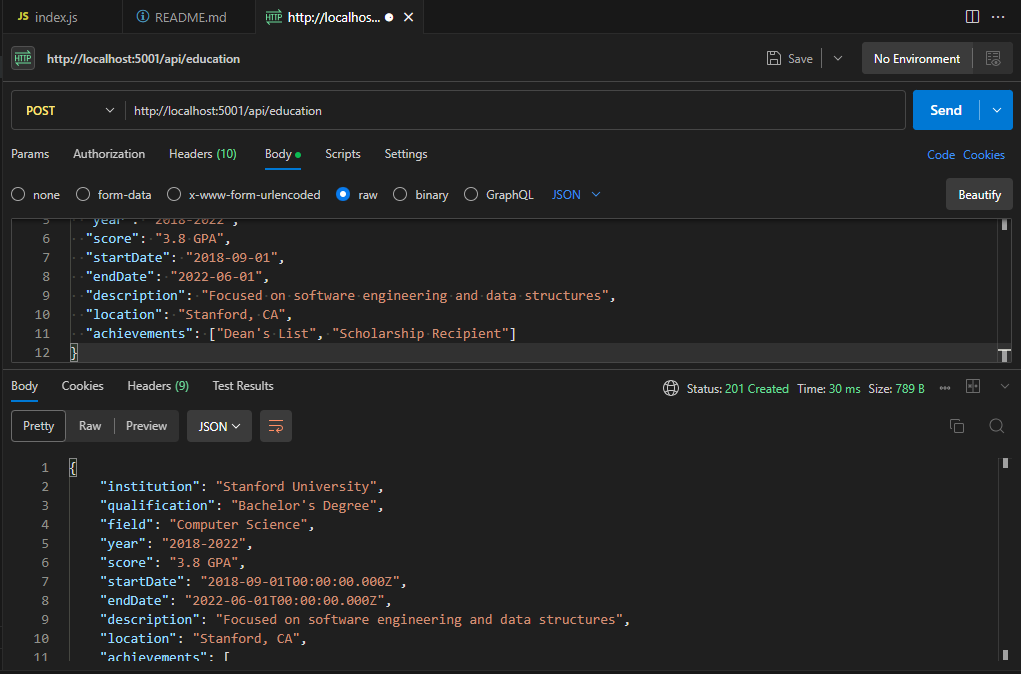 JS index.js README.md HTTP http://localhos...
HTTP http://localhost:5001/api/education Save No Environment
POST http://localhost:5001/api/education Send
Params Authorization Headers (10) Body Scripts Settings Code Cookies
none form-data x-www-form-urlencoded raw binary GraphQL JSON Beautify
5 "year": "2018-2022",
6 "score": "3.8 GPA",
7 "startDate": "2018-09-01",
8 "endDate": "2022-06-01",
9 "description": "Focused on software engineering and data structures",
10 "location": "Stanford, CA",
11 "achievements": ["Dean's List", "Scholarship Recipient"]
12 }
Body Cookies Headers (9) Test Results Status: 201 Created Time: 30 ms Size: 789 B
Pretty Raw Preview JSON
1 {
2 "institution": "Stanford University",
3 "qualification": "Bachelor's Degree",
4 "field": "Computer Science",
5 "year": "2018-2022",
6 "score": "3.8 GPA",
7 "startDate": "2018-09-01T00:00:00.000Z",
8 "endDate": "2022-06-01T00:00:00.000Z",
9 "description": "Focused on software engineering and data structures",
10 "location": "Stanford, CA",
11 "achievements": [